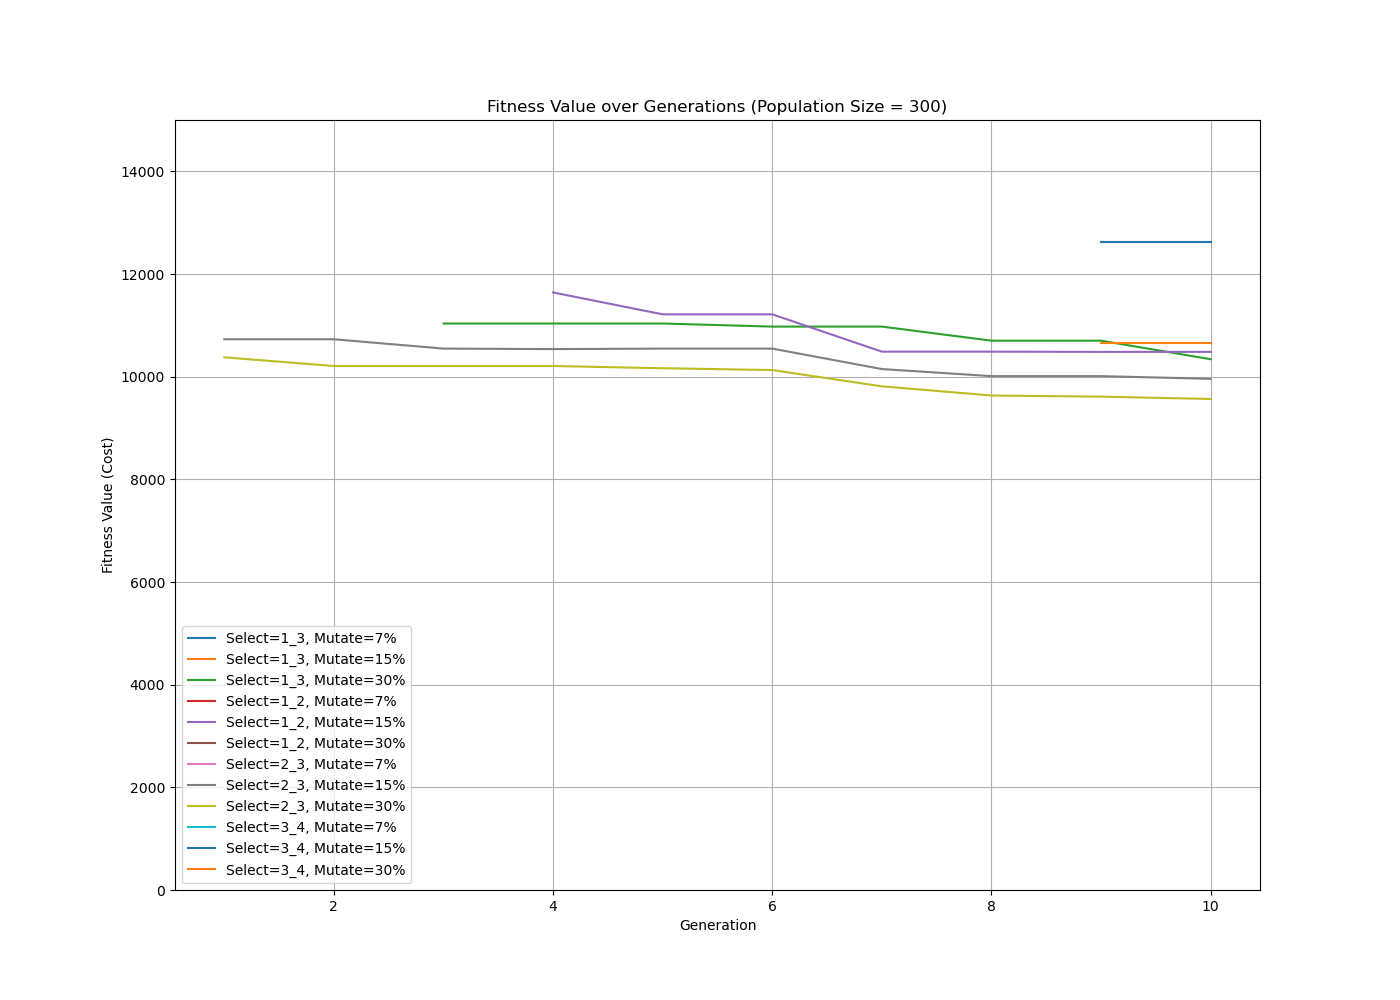 Fitness Value over Generations (Population Size = 300)
14000
12000
10000
8000
6000
4000
2000
0
Fitness Value (Cost)
Select=1_3, Mutate=7%
Select=1_3, Mutate=15%
Select=1_3, Mutate=30%
Select=1_2, Mutate=7%
Select=1_2, Mutate=15%
Select=1_2, Mutate=30%
Select=2_3, Mutate=7%
Select=2_3, Mutate=15%
Select=2_3, Mutate=30%
Select=3_4, Mutate=7%
Select=3_4, Mutate=15%
Select=3_4, Mutate=30%
2 4 6 8 10
Generation